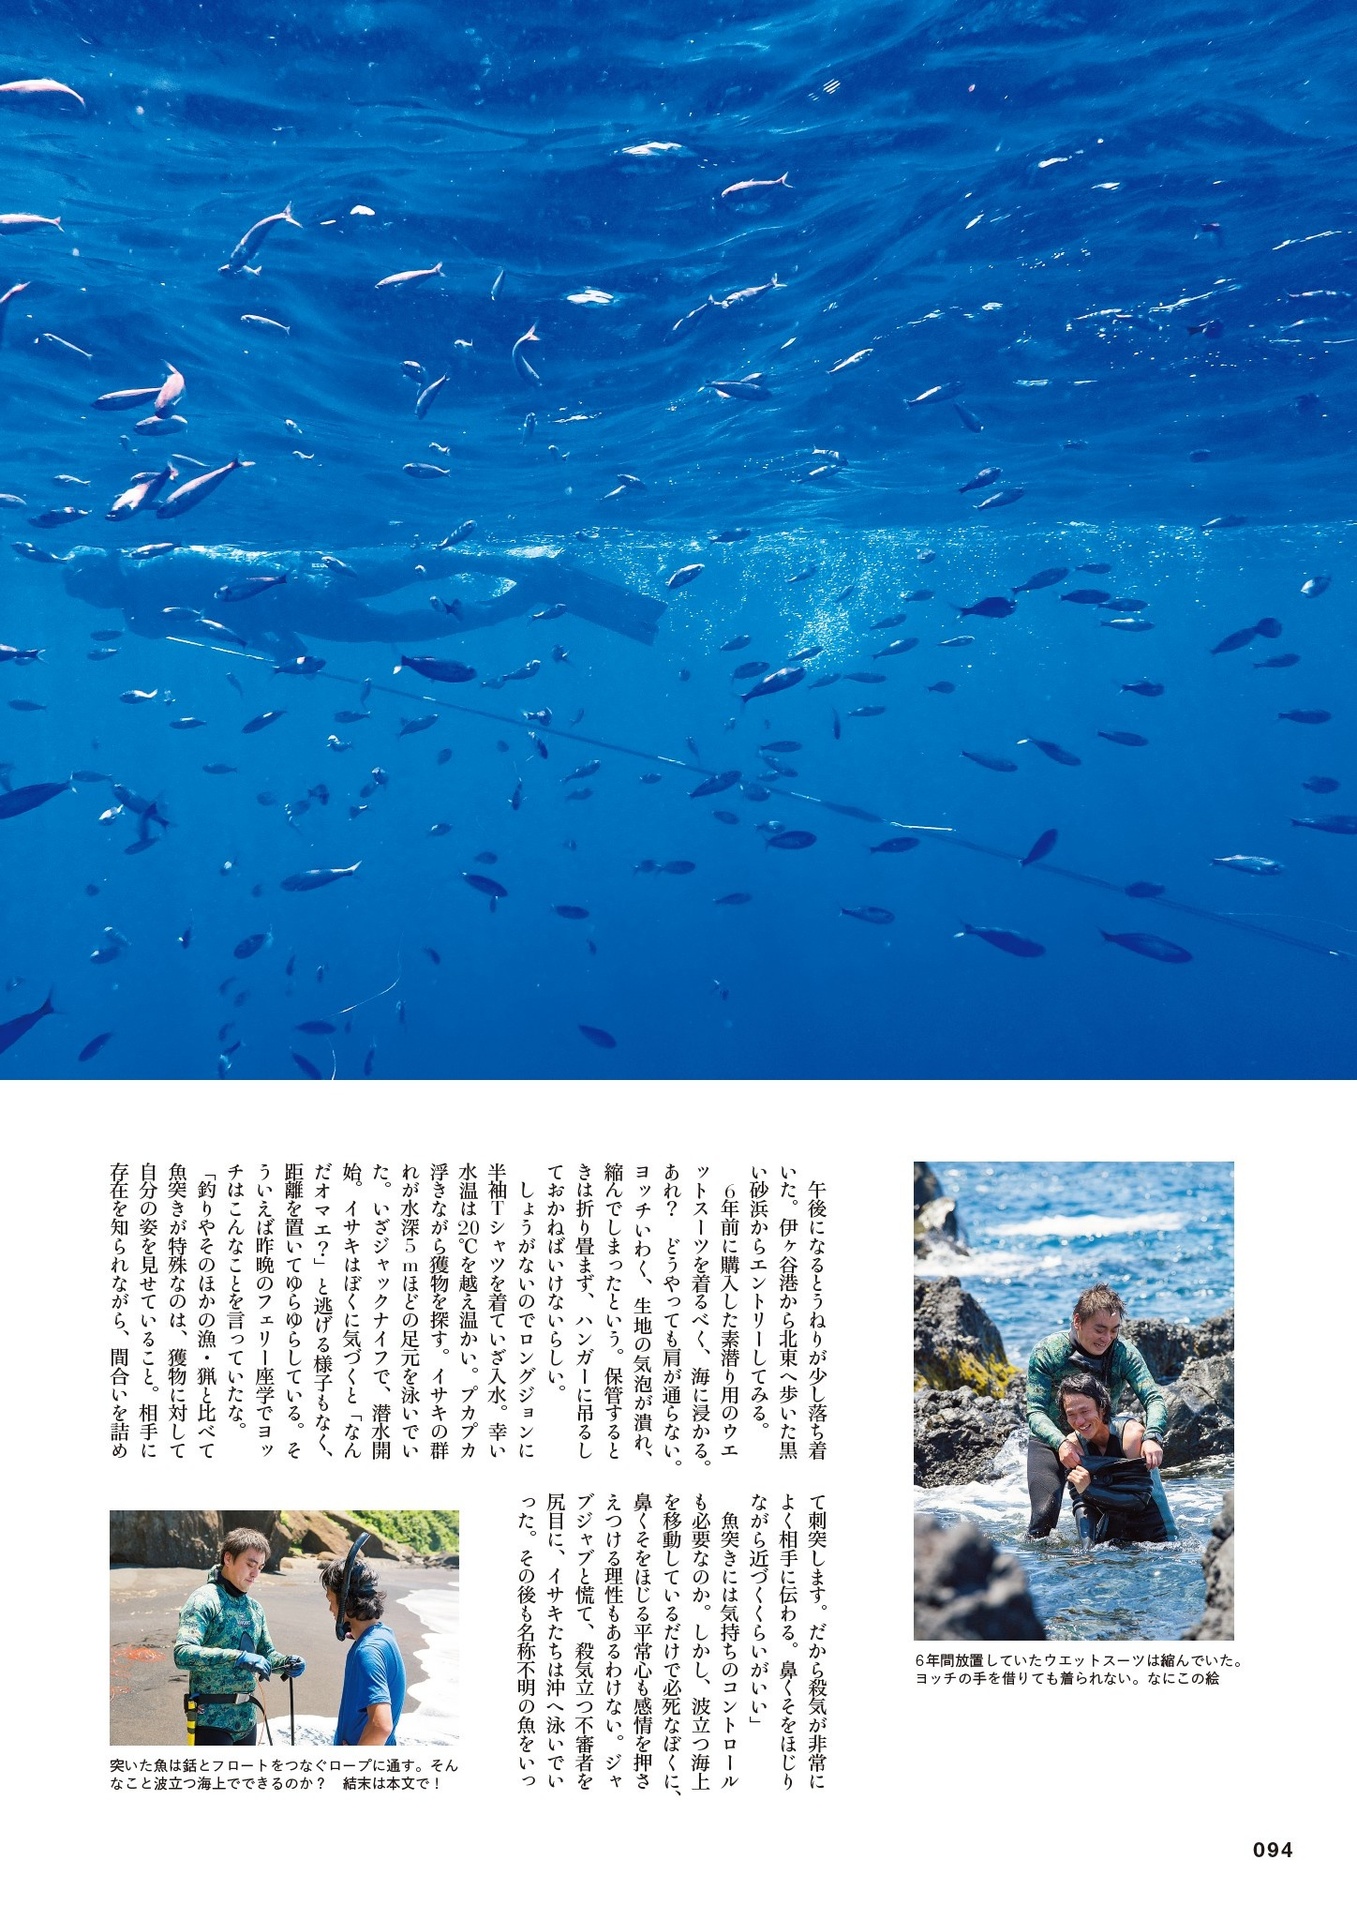 午後になるとうねりが少し落ち着
いた。伊ヶ谷港から北東へ歩いた黒
い砂浜からエントリーしてみる。
6年前に購入した素潜り用のウエ
ットスーツを着るべく、海に浸かる。
あれ? どうやっても肩が通らない。
ヨッチいわく、生地の気泡が潰れ、
縮んでしまったという。保管すると
きは折り畳まず、ハンガーに吊るし
ておかねばいけないらしい。
しょうがないのでロングジョンに
半袖Tシャツを着ていざ入水。幸い
水温は20℃を越え温かい。プカプカ
浮きながら獲物を探す。イサキの群
れが水深5mほどの足元を泳いでい
た。いざジャックナイフで、潜水開
始。イサキはぼくに気づくと「なん
だオマエ?」と逃げる様子もなく、
距離を置いてゆらゆらしている。そ
ういえば昨晩のフェリー座学でヨッ
チはこんなことを言っていたな。
「釣りやそのほかの漁・猟と比べて
魚突きが特殊なのは、獲物に対して
自分の姿を見せていること。相手に
存在を知られながら、間合いを詰め
て刺突します。だから殺気が非常に
よく相手に伝わる。鼻くそをほじり
ながら近づくくらいがいい」
魚突きには気持ちのコントロール
も必要なのか。しかし、波立つ海上
を移動しているだけで必死なぼくに、
鼻くそをほじる平常心も感情を押さ
えつける理性もあるわけない。ジャ
ブジャブと慌て、殺気立つ不審者を
尻目に、イサキたちは沖へ泳いでい
った。その後も名称不明の魚をいっ
6年間放置していたウエットスーツは縮んでいた。
ヨッチの手を借りても着られない。なにこの絵
突いた魚は銛とフロートをつなぐロープに通す。そん
なこと波立つ海上でできるのか? 結末は本文で!
094